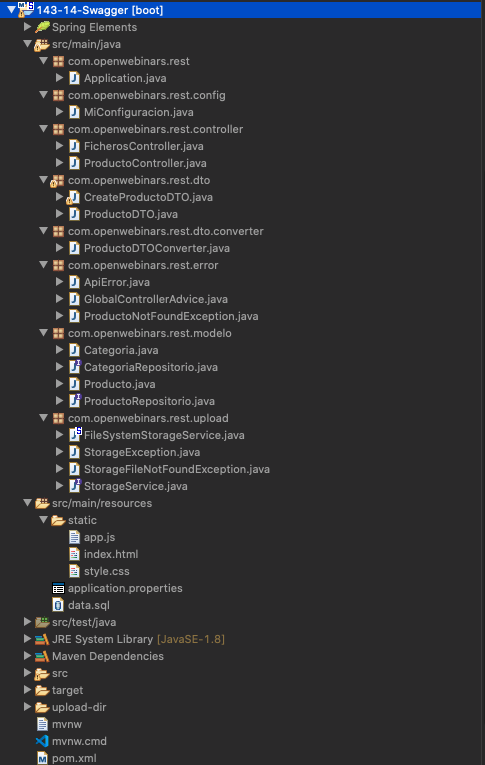 143-14-Swagger [boot]
Spring Elements
src/main/java
com.openwebinars.rest
Application.java
com.openwebinars.rest.config
MiConfiguracion.java
com.openwebinars.rest.controller
FicherosController.java
ProductoController.java
com.openwebinars.rest.dto
CreateProductoDTO.java
ProductoDTO.java
com.openwebinars.rest.dto.converter
ProductoDTOConverter.java
com.openwebinars.rest.error
ApiError.java
GlobalControllerAdvice.java
ProductoNotFoundException.java
com.openwebinars.rest.modelo
Categoria.java
CategoriaRepositorio.java
Producto.java
ProductoRepositorio.java
com.openwebinars.rest.upload
FileSystemStorageService.java
StorageException.java
StorageFileNotFoundException.java
StorageService.java
src/main/resources
static
app.js
index.html
style.css
application.properties
data.sql
src/test/java
JRE System Library [JavaSE-1.8]
Maven Dependencies
src
target
upload-dir
mvnw
mvnw.cmd
pom.xml